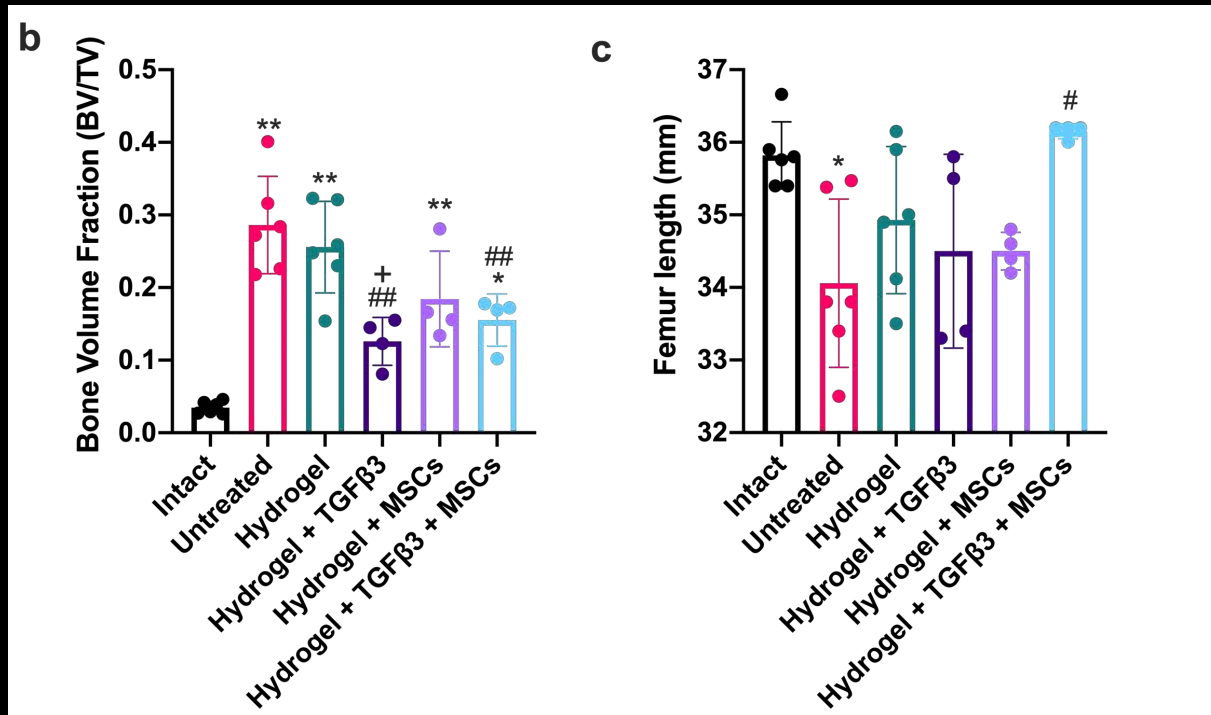 b
Bone Volume Fraction (BV/TV)
0.5
0.4
0.3
0.2
0.1
0.0
**
**
+
##
**
##
*
Intact
Untreated
Hydrogel
Hydrogel + TGFβ3
Hydrogel + MSCs
Hydrogel + TGFβ3 + MSCs
c
Femur length (mm)
37
36
35
34
33
32
*
#
Intact
Untreated
Hydrogel
Hydrogel + TGFβ3
Hydrogel + MSCs
Hydrogel + TGFβ3 + MSCs